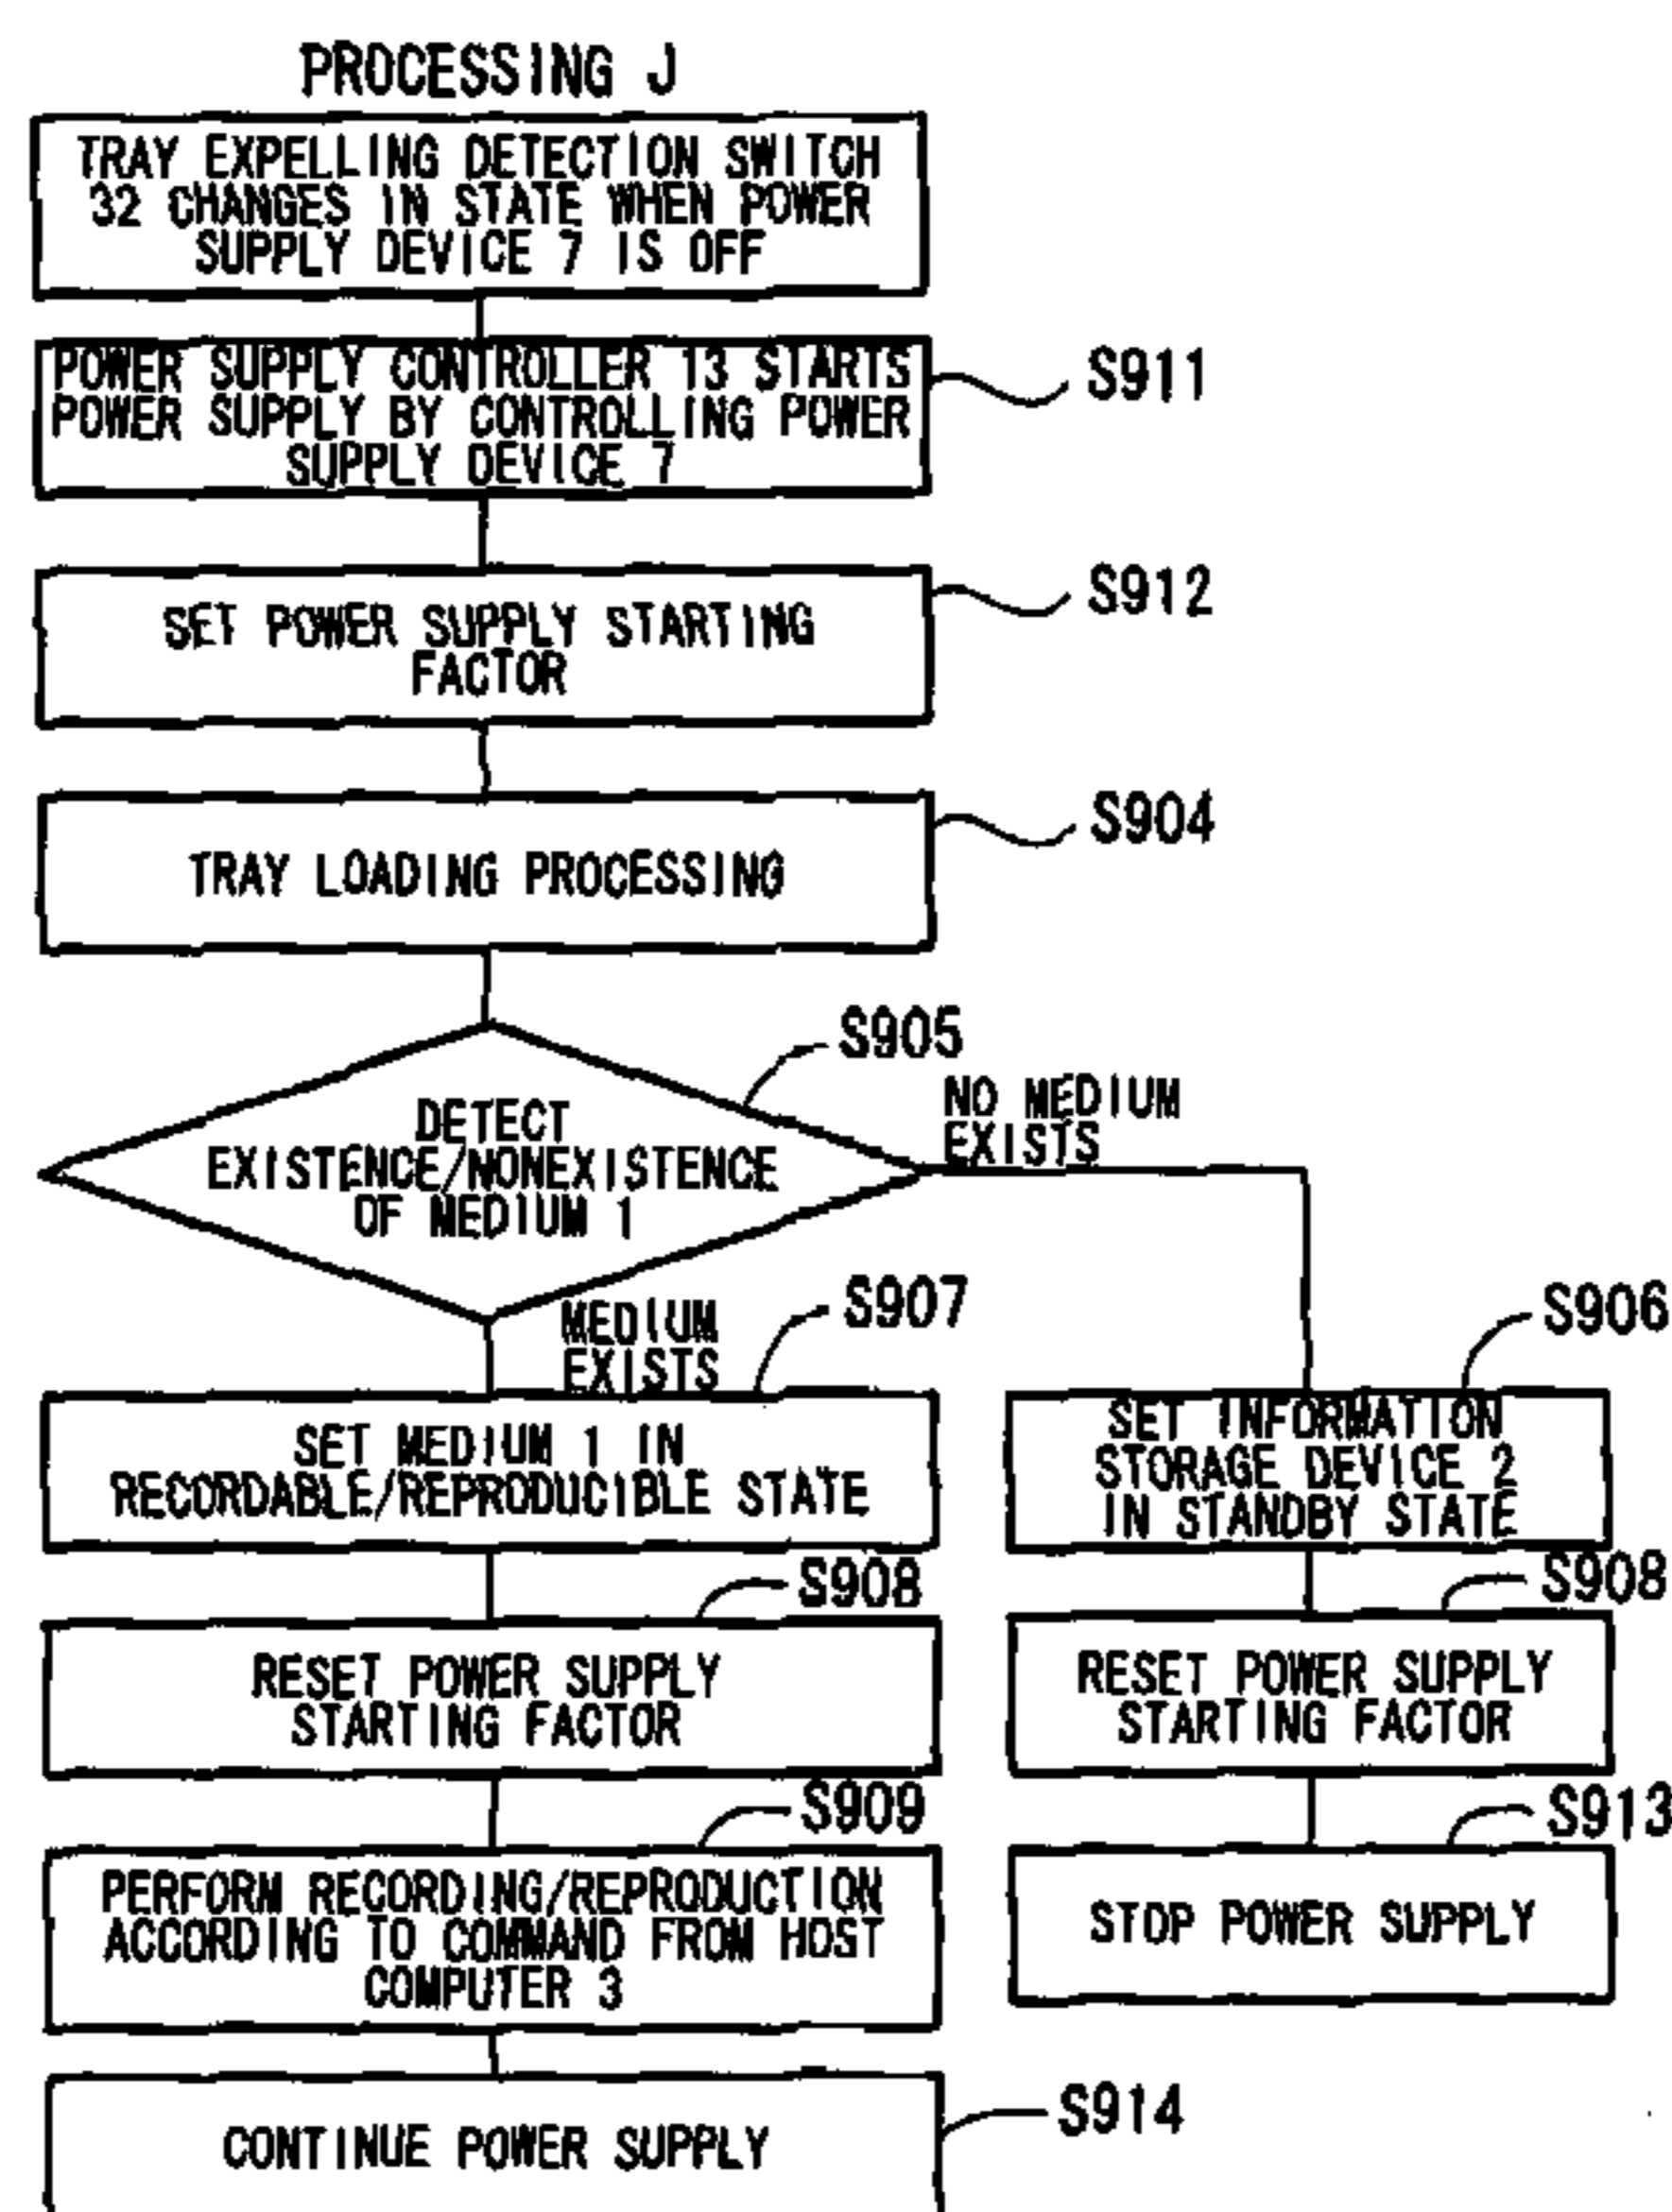 PROCESSING J
TRAY EXPELLING DETECTION SWITCH
32 CHANGES IN STATE WHEN POWER
SUPPLY DEVICE 7 IS OFF
POWER SUPPLY CONTROLLER 13 STARTS
POWER SUPPLY BY CONTROLLING POWER
SUPPLY DEVICE 7
S911
SET POWER SUPPLY STARTING
FACTOR
S912
TRAY LOADING PROCESSING
S904
DETECT
EXISTENCE/NONEXISTENCE
OF MEDIUM 1
S905
NO MEDIUM
EXISTS
MEDIUM
EXISTS
S907
SET MEDIUM 1 IN
RECORDABLE/REPRODUCIBLE STATE
S906
SET INFORMATION
STORAGE DEVICE 2
IN STANDBY STATE
S908
RESET POWER SUPPLY
STARTING FACTOR
S908
RESET POWER SUPPLY
STARTING FACTOR
S909
PERFORM RECORDING/REPRODUCTION
ACCORDING TO COMMAND FROM HOST
COMPUTER 3
S913
STOP POWER SUPPLY
CONTINUE POWER SUPPLY
S914